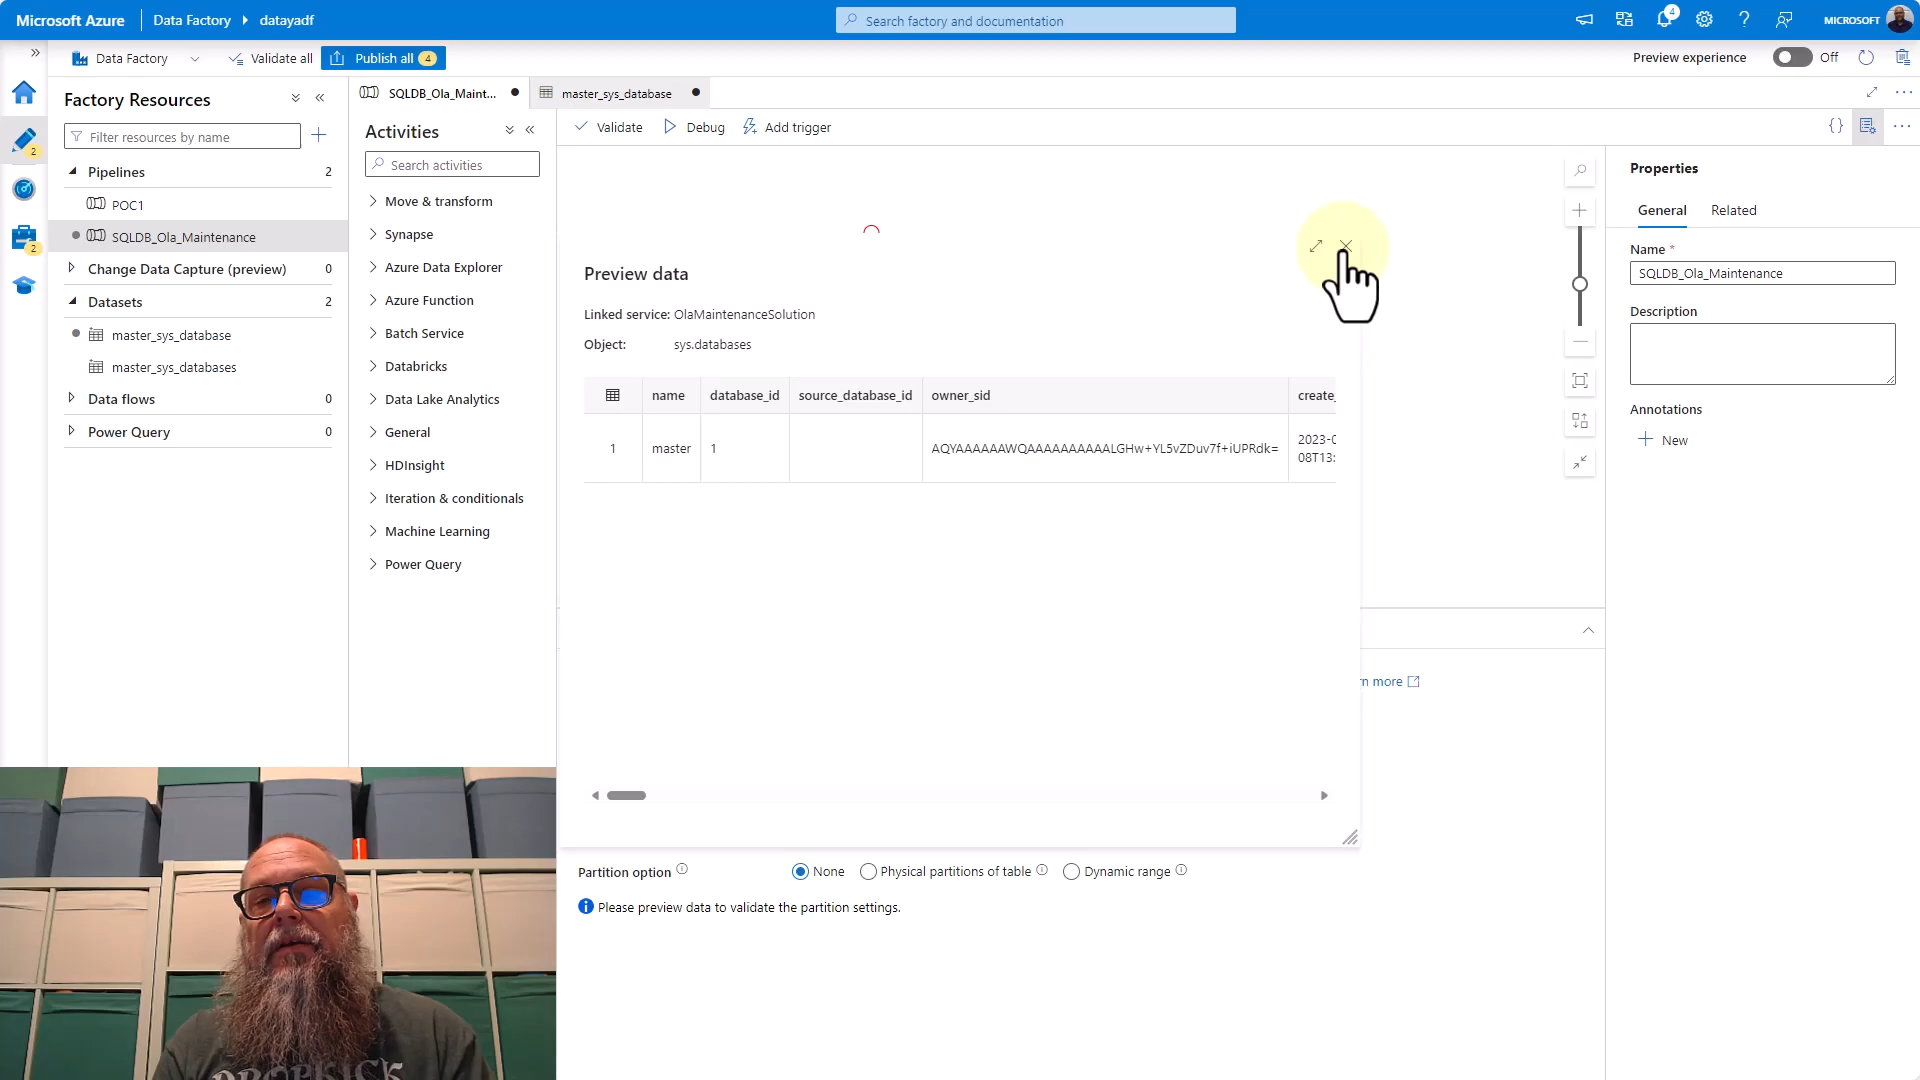 Microsoft Azure
Data Factory
datayadf
Search factory and documentation
4
MICROSOFT
Data Factory
Validate all
Publish all
4
Preview experience
Off
Factory Resources
Filter resources by name
Pipelines
2
POC1
SQLDB_Ola_Maintenance
Change Data Capture (preview)
0
Datasets
2
master_sys_database
master_sys_databases
Data flows
0
Power Query
0
2
2
SQLDB_Ola_Maint...
master_sys_database
Activities
Search activities
Move & transform
Synapse
Azure Data Explorer
Azure Function
Batch Service
Databricks
Data Lake Analytics
General
HDInsight
Iteration & conditionals
Machine Learning
Power Query
Validate
Debug
Add trigger
Preview data
Linked service: OlaMaintenanceSolution
Object: sys.databases
name database_id source_database_id owner_sid create_
1 master 1 AQYAAAAAAWQAAAAAAAAAALGHw+YL5vZDuv7f+iUPRdk= 2023-0
08T13:
rn more
Partition option
None
Physical partitions of table
Dynamic range
Please preview data to validate the partition settings.
Properties
General
Related
Name *
SQLDB_Ola_Maintenance
Description
Annotations
New
DROPKICK